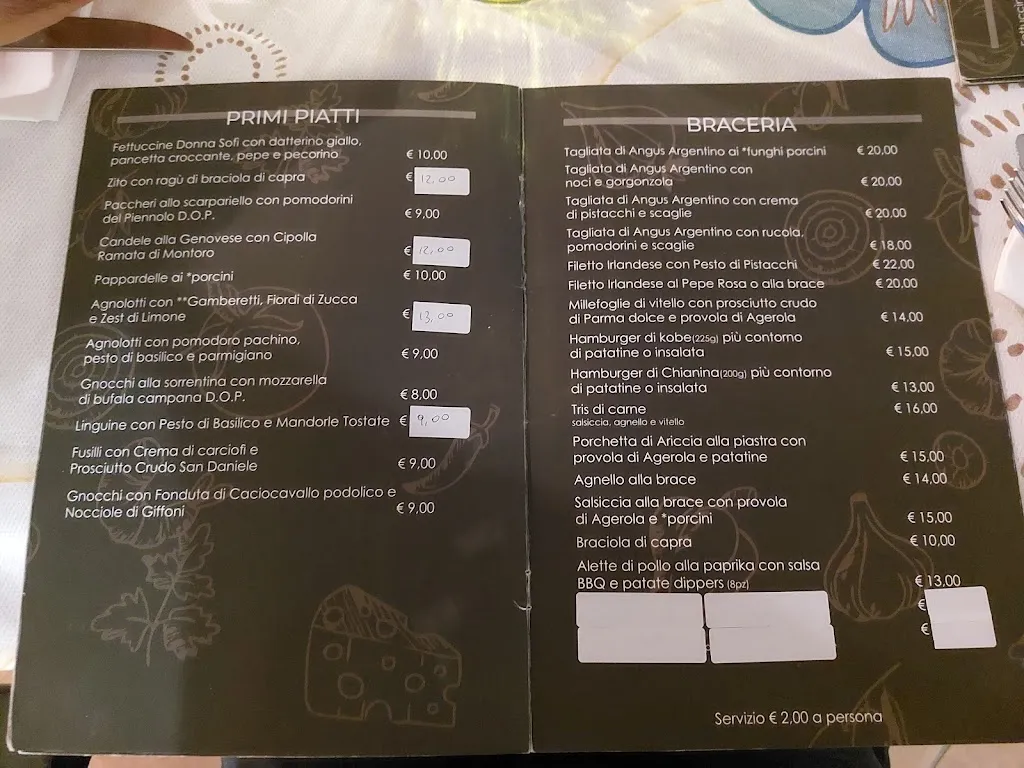 PRIMI PIATTI
Fettuccine Donna Sofi con datterino giallo,
pancetta croccante, pepe e pecorino € 10,00
Zito con ragù di braciola di capra € 12,00
Paccheri allo scarpariello con pomodorini
del Piennolo D.O.P. € 9,00
Candele alla Genovese con Cipolla
Ramata di Montoro € 12,00
Pappardelle ai *porcini € 10,00
Agnolotti con **Gamberetti, Fiordi di Zucca
e Zest di Limone € 13,00
Agnolotti con pomodoro pachino,
pesto di basilico e parmigiano € 9,00
Gnocchi alla sorrentina con mozzarella
di bufala campana D.O.P. € 8,00
Linguine con Pesto di Basilico e Mandorle Tostate € 9,00
Fusilli con Crema di carciofi e
Prosciutto Crudo San Daniele € 9,00
Gnocchi con Fonduta di Caciocavallo podolico e
Nocciole di Giffoni € 9,00
BRACERIA
Tagliata di Angus Argentino ai *funghi porcini € 20,00
Tagliata di Angus Argentino con
noci e gorgonzola € 20,00
Tagliata di Angus Argentino con crema
di pistacchi e scaglie € 20,00
Tagliata di Angus Argentino con rucola,
pomodorini e scaglie € 18,00
Filetto Irlandese con Pesto di Pistacchi € 22,00
Filetto Irlandese al Pepe Rosa o alla brace € 20,00
Millefoglie di vitello con prosciutto crudo
di Parma dolce e provola di Agerola € 14,00
Hamburger di kobe(225g) più contorno
di patatine o insalata € 15,00
Hamburger di Chianina(200g) più contorno
di patatine o insalata € 13,00
Tris di carne € 16,00
salsiccia, agnello e vitello
Porchetta di Ariccia alla piastra con
provola di Agerola e patatine € 15,00
Agnello alla brace € 14,00
Salsiccia alla brace con provola
di Agerola e *porcini € 15,00
Braciola di capra € 10,00
Alette di pollo alla paprika con salsa
BBQ e patate dippers (8pz) € 13,00
€
€
Servizio € 2,00 a persona